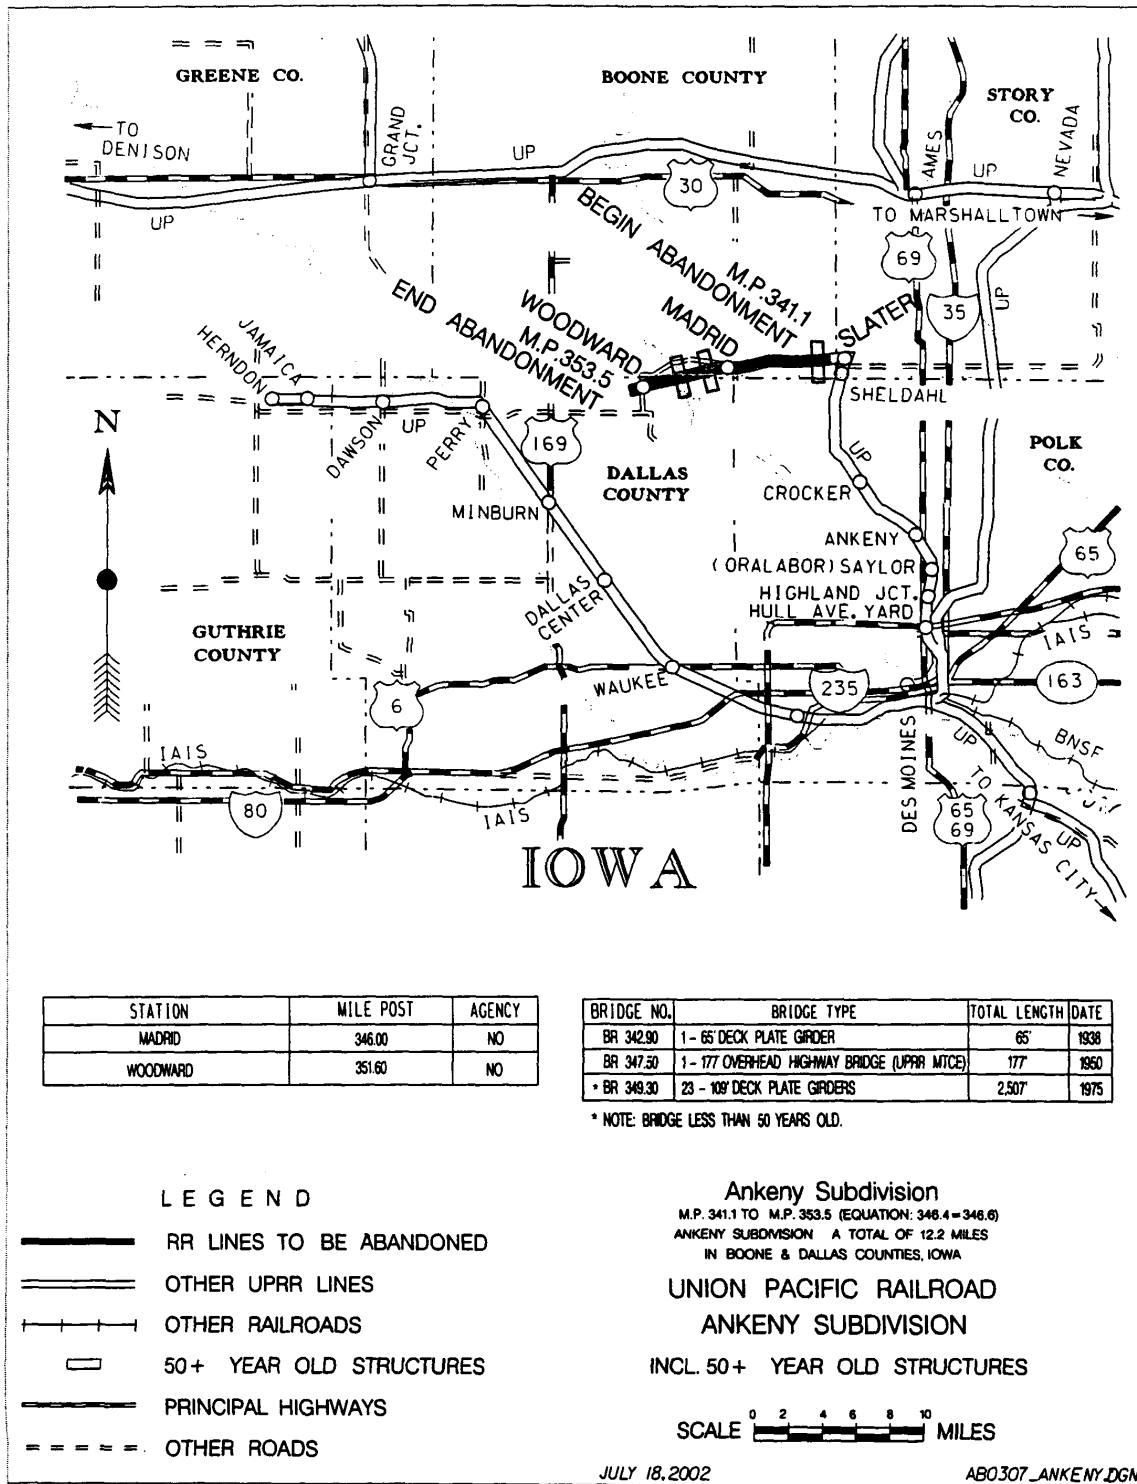 GREENE CO.
BOONE COUNTY
STORY
CO.
TO
DENISON
GRAND
JCT.
UP
UP
30
AMES
UP
NEVADA
TO MARSHALLTOWN
BEGIN ABANDONMENT
M.P.341.1
69
35
UP
END ABANDONMENT
M.P.353.5
WOODWARD
MADRID
SLATER
SHELDAHL
JAMAICA
HERNDON
N
DAWSON
UP
PERRY
169
DALLAS
COUNTY
POLK
CO.
UP
CROCKER
MINBURN
ANKENY
65
(ORALABOR) SAYLOR
HIGHLAND JCT.
HULL AVE. YARD
DALLAS
CENTER
GUTHRIE
COUNTY
IAIS
WAUKEE
6
235
163
IAIS
80
IAIS
DES MOINES
UP
BNSF
TO KANSAS CITY
65
69
UP
IOWA
STATION MILE POST AGENCY
MADRID 346.00 NO
WOODWARD 351.60 NO
BRIDGE NO. BRIDGE TYPE TOTAL LENGTH DATE
BR 342.90 1 - 65' DECK PLATE GIRDER 65' 1938
BR 347.50 1 - 177' OVERHEAD HIGHWAY BRIDGE (UPRR MTCE) 177' 1950
* BR 349.30 23 - 109' DECK PLATE GIRDERS 2,507' 1975
* NOTE: BRIDGE LESS THAN 50 YEARS OLD.
LEGEND
RR LINES TO BE ABANDONED
OTHER UPRR LINES
OTHER RAILROADS
50+ YEAR OLD STRUCTURES
PRINCIPAL HIGHWAYS
OTHER ROADS
Ankeny Subdivision
M.P. 341.1 TO M.P. 353.5 (EQUATION: 346.4=346.6)
ANKENY SUBDIVISION A TOTAL OF 12.2 MILES
IN BOONE & DALLAS COUNTIES, IOWA
UNION PACIFIC RAILROAD
ANKENY SUBDIVISION
INCL. 50+ YEAR OLD STRUCTURES
0 2 4 6 8 10
SCALE MILES
JULY 18, 2002
AB0307_ANKENY.DGN